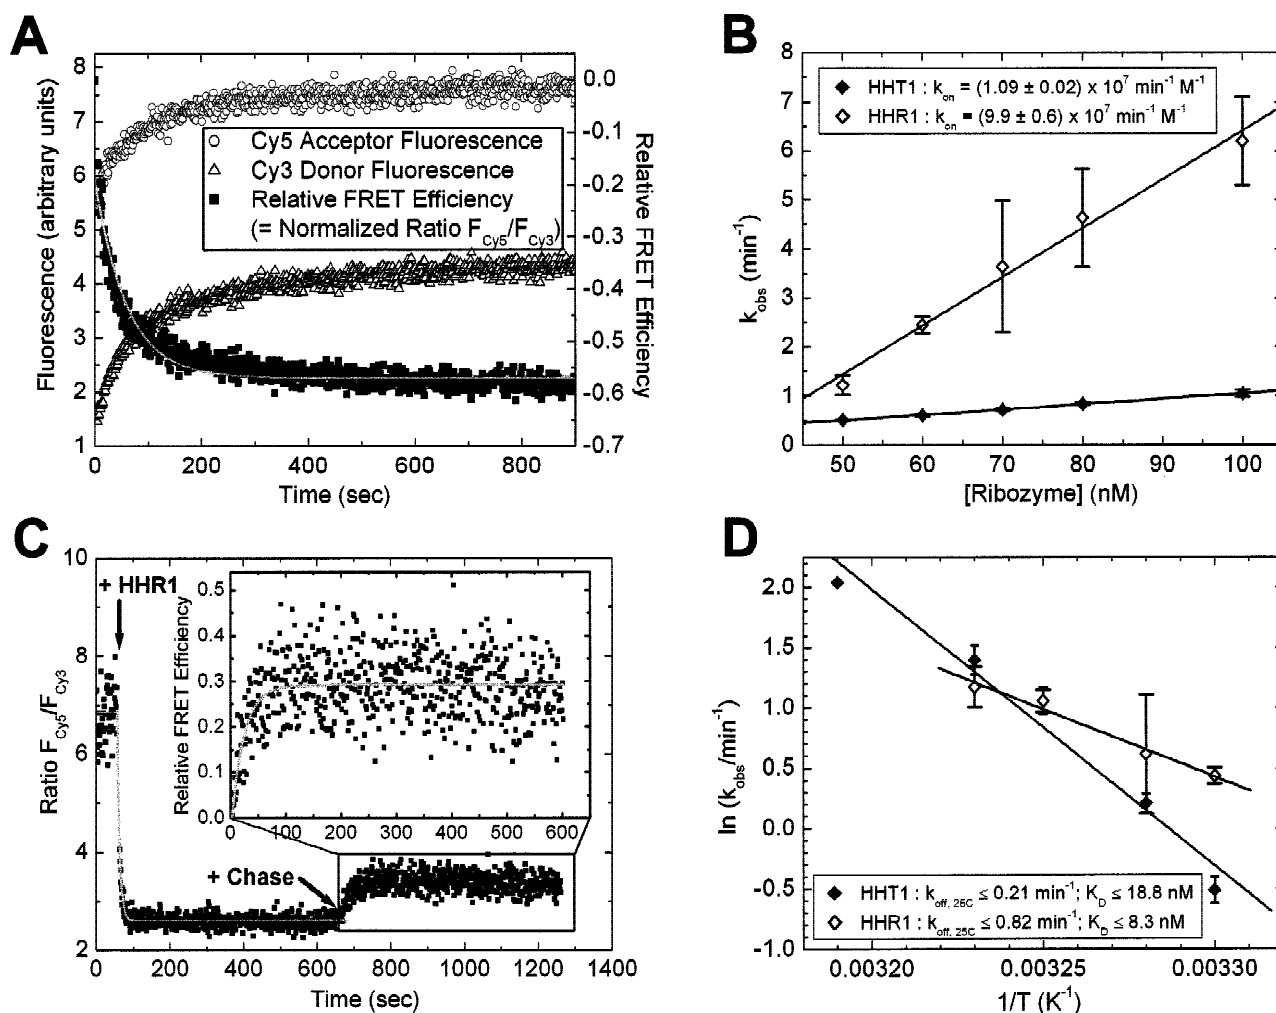 A
Fluorescence (arbitrary units)
8
7
6
5
4
3
2
1
Cy5 Acceptor Fluorescence
Cy3 Donor Fluorescence
Relative FRET Efficiency
(= Normalized Ratio F_Cy5/F_Cy3)
0.0
-0.1
-0.2
-0.3
-0.4
-0.5
-0.6
-0.7
Relative FRET Efficiency
0 200 400 600 800
Time (sec)
B
k_obs (min⁻¹)
8
7
6
5
4
3
2
1
0
HHT1 : k_on = (1.09 ± 0.02) x 10⁷ min⁻¹ M⁻¹
HHR1 : k_on = (9.9 ± 0.6) x 10⁷ min⁻¹ M⁻¹
50 60 70 80 90 100
[Ribozyme] (nM)
C
Ratio F_Cy5/F_Cy3
10
8
6
4
2
+ HHR1
Relative FRET Efficiency
0.5
0.4
0.3
0.2
0.1
0.0
0 100 200 300 400 500 600
+ Chase
0 200 400 600 800 1000 1200 1400
Time (sec)
D
ln (k_obs/min⁻¹)
2.0
1.5
1.0
0.5
0.0
-0.5
-1.0
HHT1 : k_off, 25C ≤ 0.21 min⁻¹; K_D ≤ 18.8 nM
HHR1 : k_off, 25C ≤ 0.82 min⁻¹; K_D ≤ 8.3 nM
0.00320 0.00325 0.00330
1/T (K⁻¹)